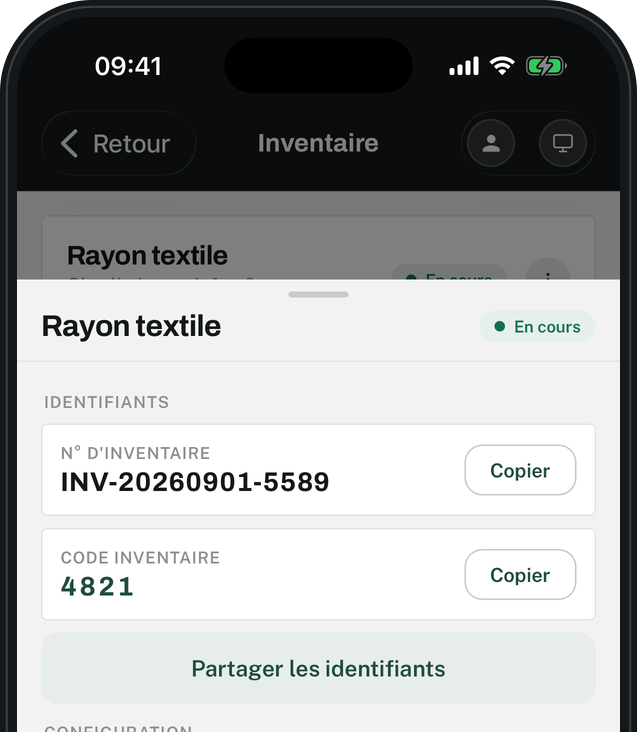 09:41
Retour
Inventaire
Rayon textile
En cours
Rayon textile
En cours
IDENTIFIANTS
N° D'INVENTAIRE
INV-20260901-5589
Copier
CODE INVENTAIRE
4821
Copier
Partager les identifiants
CONFIGURATION